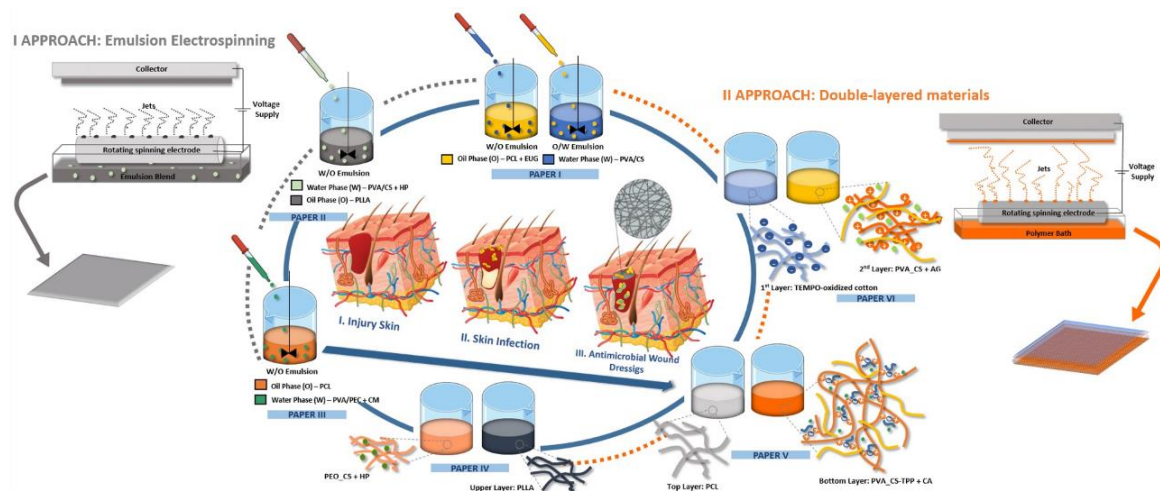 I APPROACH: Emulsion Electrospinning
Collector
Jets
Voltage
Supply
Rotating spinning electrode
Emulsion Blend
W/O Emulsion
Water Phase (W) – PVA/CS + HP
Oil Phase (O) – PLLA
PAPER II
W/O Emulsion
O/W Emulsion
Oil Phase (O) – PCL + EUG
Water Phase (W) – PVA/CS
PAPER I
II APPROACH: Double-layered materials
Collector
Jets
Voltage
Supply
Rotating spinning electrode
Polymer Bath
2nd Layer: PVA_CS + AG
1st Layer: TEMPO-oxidized cotton
PAPER VI
I. Injury Skin
II. Skin Infection
III. Antimicrobial Wound
Dressigs
W/O Emulsion
Oil Phase (O) – PCL
Water Phase (W) – PVA/PEC + CM
PAPER III
PEO_CS + HP
PAPER IV
Upper Layer: PLLA
Top Layer: PCL
PAPER V
Bottom Layer: PVA_CS-TPP + CA